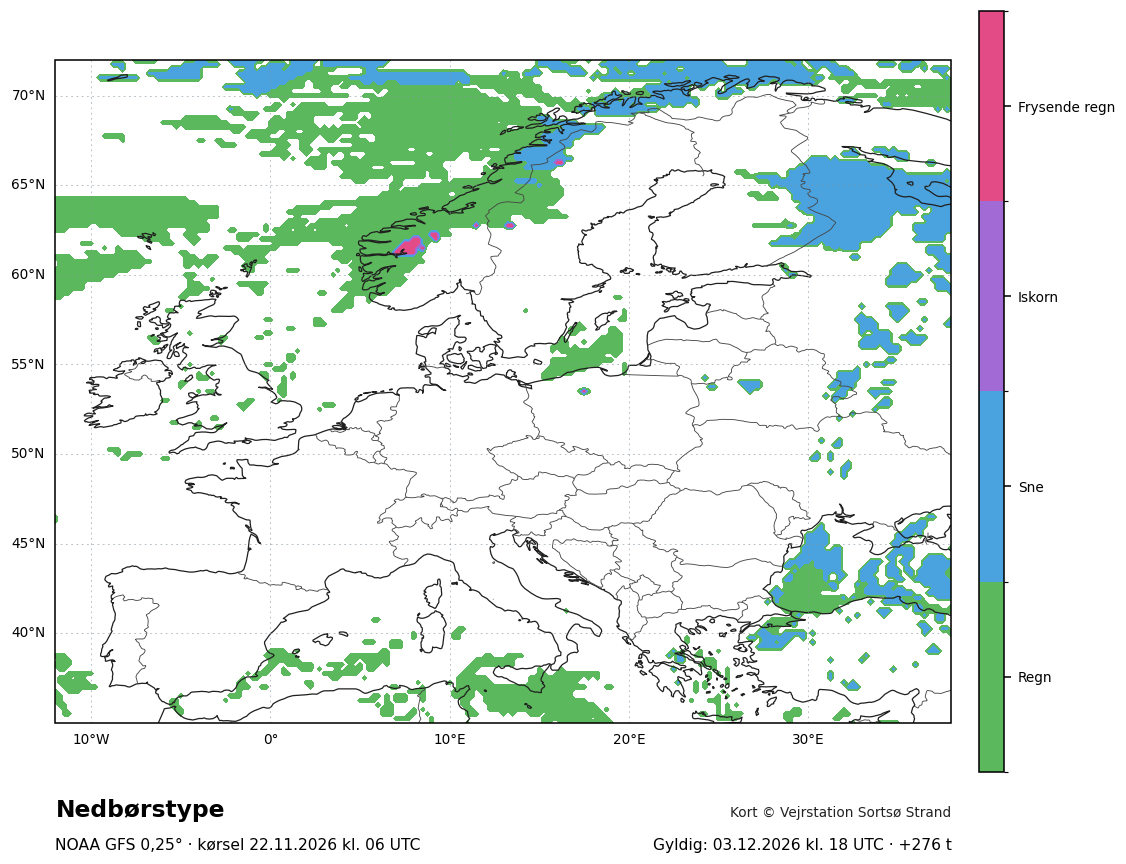 70°N
65°N
60°N
55°N
50°N
45°N
40°N
10°W
0°
10°E
20°E
30°E
Frysende regn
Iskorn
Sne
Regn
Nedbørstype
Kort © Vejrstation Sortsø Strand
NOAA GFS 0,25° · kørsel 22.11.2026 kl. 06 UTC
Gyldig: 03.12.2026 kl. 18 UTC · +276 t